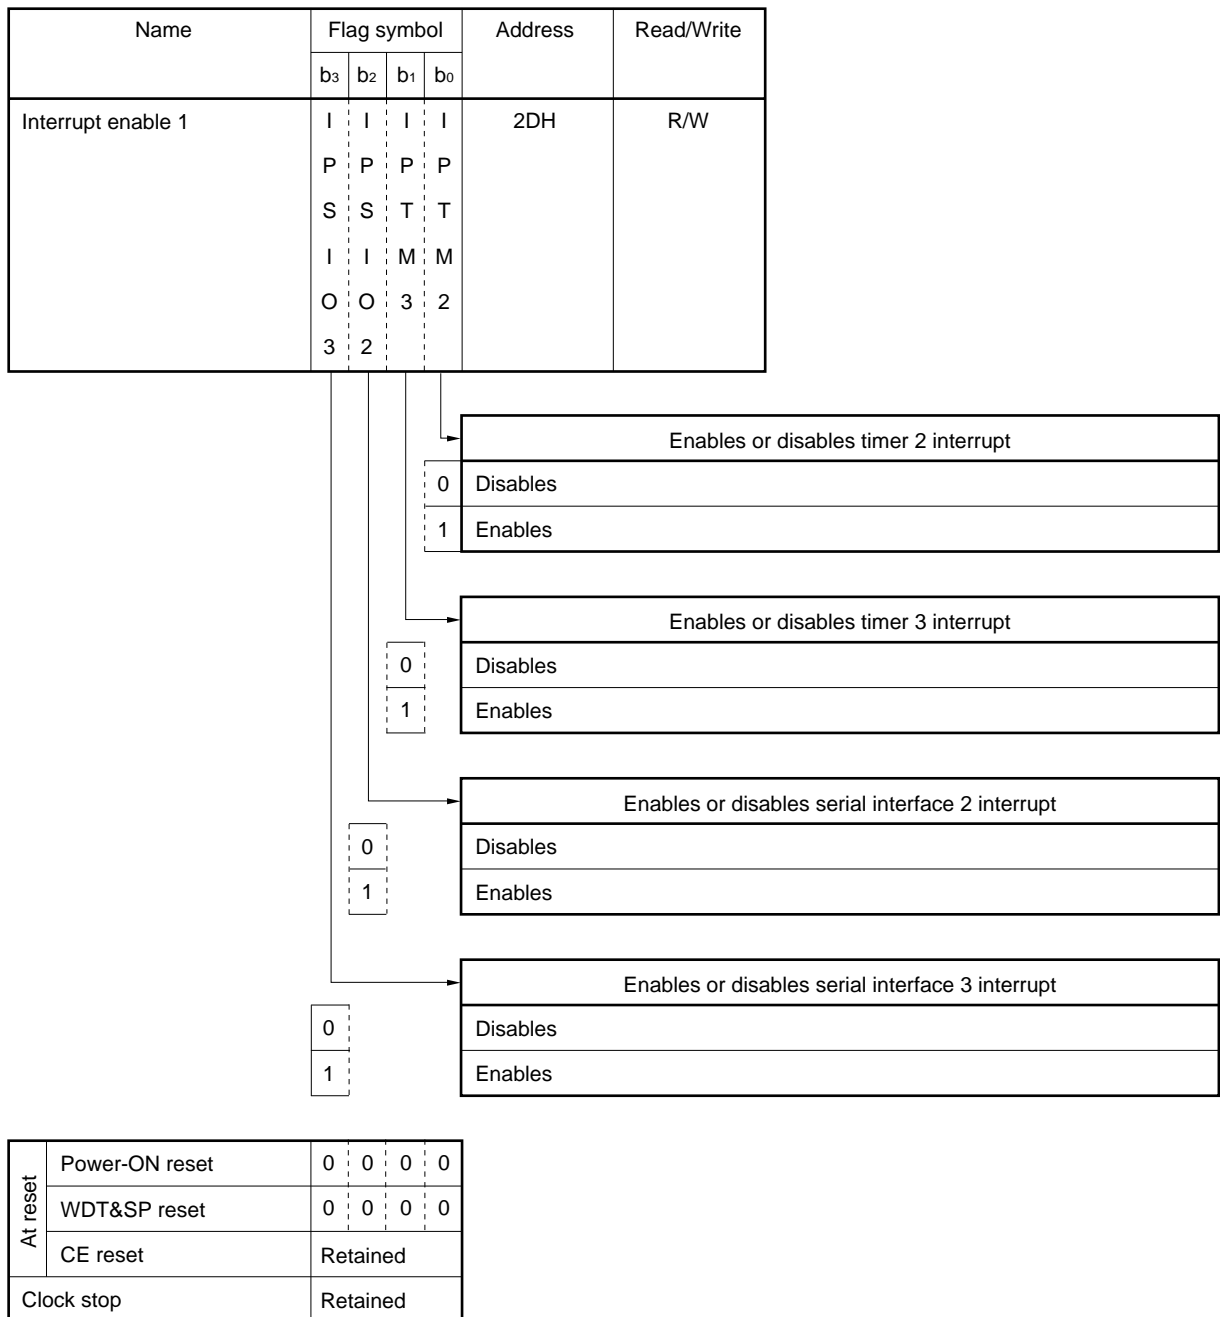 Name Flag symbol Address Read/Write
b3 b2 b1 b0
Interrupt enable 1 I I I I 2DH R/W
P P P P
S S T T
I I M M
O O 3 2
3 2
Enables or disables timer 2 interrupt
0 Disables
1 Enables
Enables or disables timer 3 interrupt
0 Disables
1 Enables
Enables or disables serial interface 2 interrupt
0 Disables
1 Enables
Enables or disables serial interface 3 interrupt
0 Disables
1 Enables
At reset
Power-ON reset 0 0 0 0
WDT&SP reset 0 0 0 0
CE reset Retained
Clock stop Retained